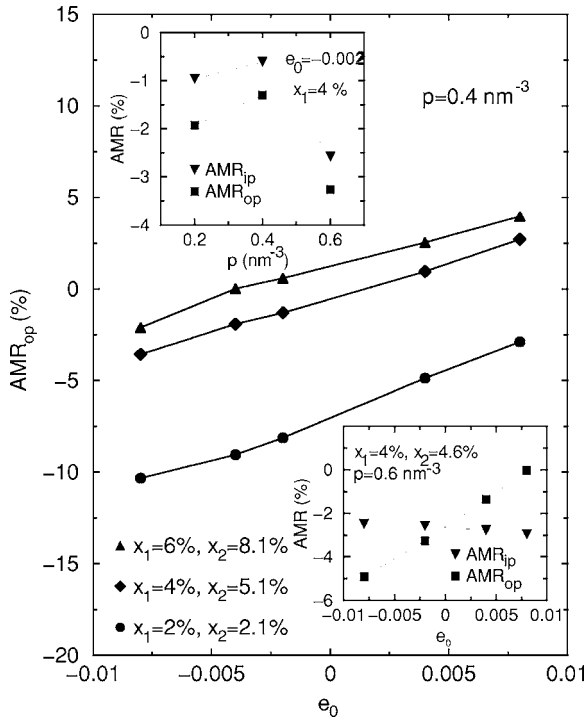 15
10
5
0
−5
−10
−15
−20
AMR_op (%)
−0.01
−0.005
0
0.005
0.01
e_0
p=0.4 nm^-3
0
−1
−2
−3
−4
AMR (%)
e_0=−0.002
x_1=4 %
AMR_ip
AMR_op
0.2
0.4
0.6
p (nm^-3)
x_1=6%, x_2=8.1%
x_1=4%, x_2=5.1%
x_1=2%, x_2=2.1%
x_1=4%, x_2=4.6%
p=0.6 nm^-3
0
−2
−4
−6
AMR (%)
AMR_ip
AMR_op
−0.01
−0.005
0
0.005
0.01
e_0